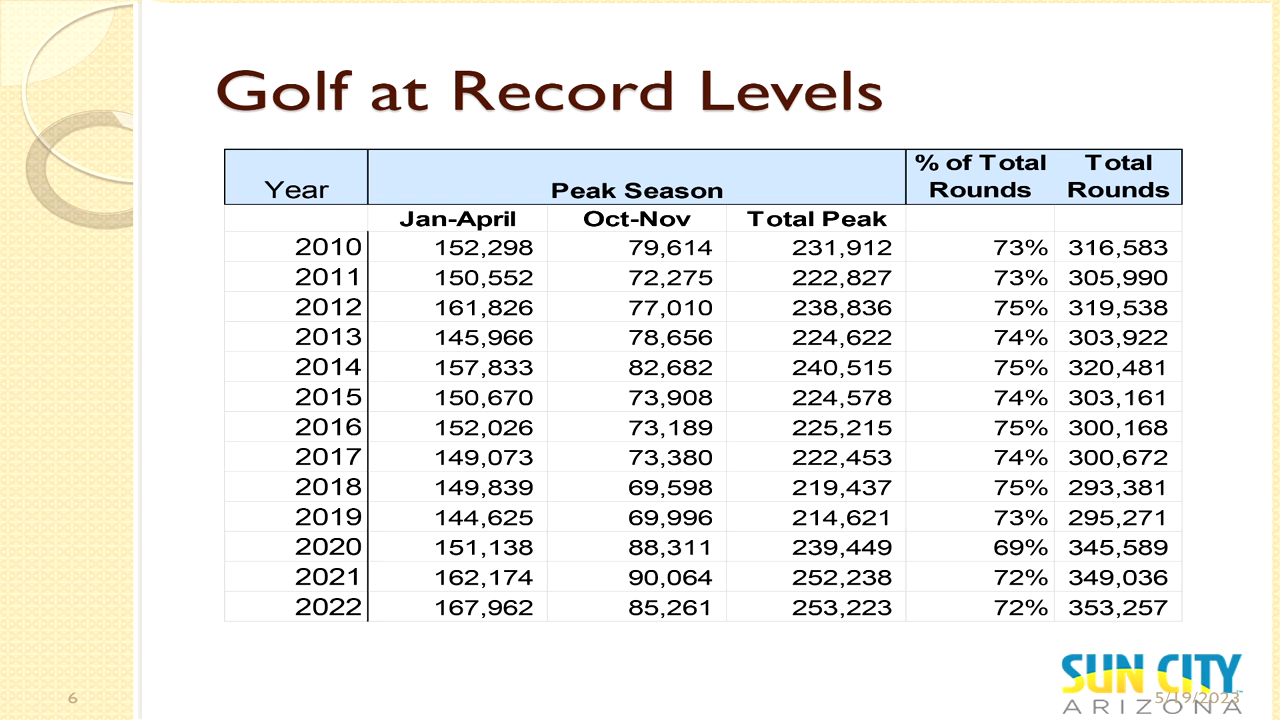 Golf at Record Levels
Year Peak Season % of Total Rounds Total Rounds
Jan-April Oct-Nov Total Peak
2010 152,298 79,614 231,912 73% 316,583
2011 150,552 72,275 222,827 73% 305,990
2012 161,826 77,010 238,836 75% 319,538
2013 145,966 78,656 224,622 74% 303,922
2014 157,833 82,682 240,515 75% 320,481
2015 150,670 73,908 224,578 74% 303,161
2016 152,026 73,189 225,215 75% 300,168
2017 149,073 73,380 222,453 74% 300,672
2018 149,839 69,598 219,437 75% 293,381
2019 144,625 69,996 214,621 73% 295,271
2020 151,138 88,311 239,449 69% 345,589
2021 162,174 90,064 252,238 72% 349,036
2022 167,962 85,261 253,223 72% 353,257
SUN CITY
ARIZONA
6
5/19/2023